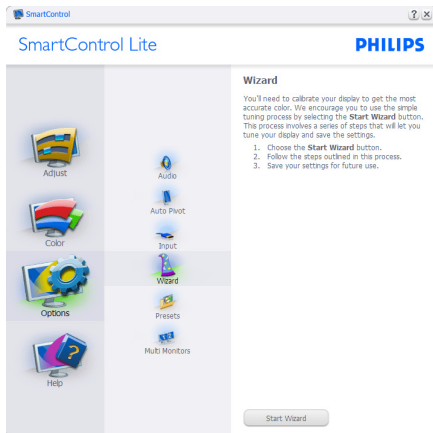 SmartControl
SmartControl Lite
PHILIPS
Adjust
Color
Options
Help
Audio
Auto Pivot
Input
Wizard
Presets
Multi Monitors
Wizard
You'll need to calibrate your display to get the most
accurate color. We encourage you to use the simple
tuning process by selecting the Start Wizard button.
This process involves a series of steps that will let you
tune your display and save the settings.
1. Choose the Start Wizard button.
2. Follow the steps outlined in this process.
3. Save your settings for future use.
Start Wizard